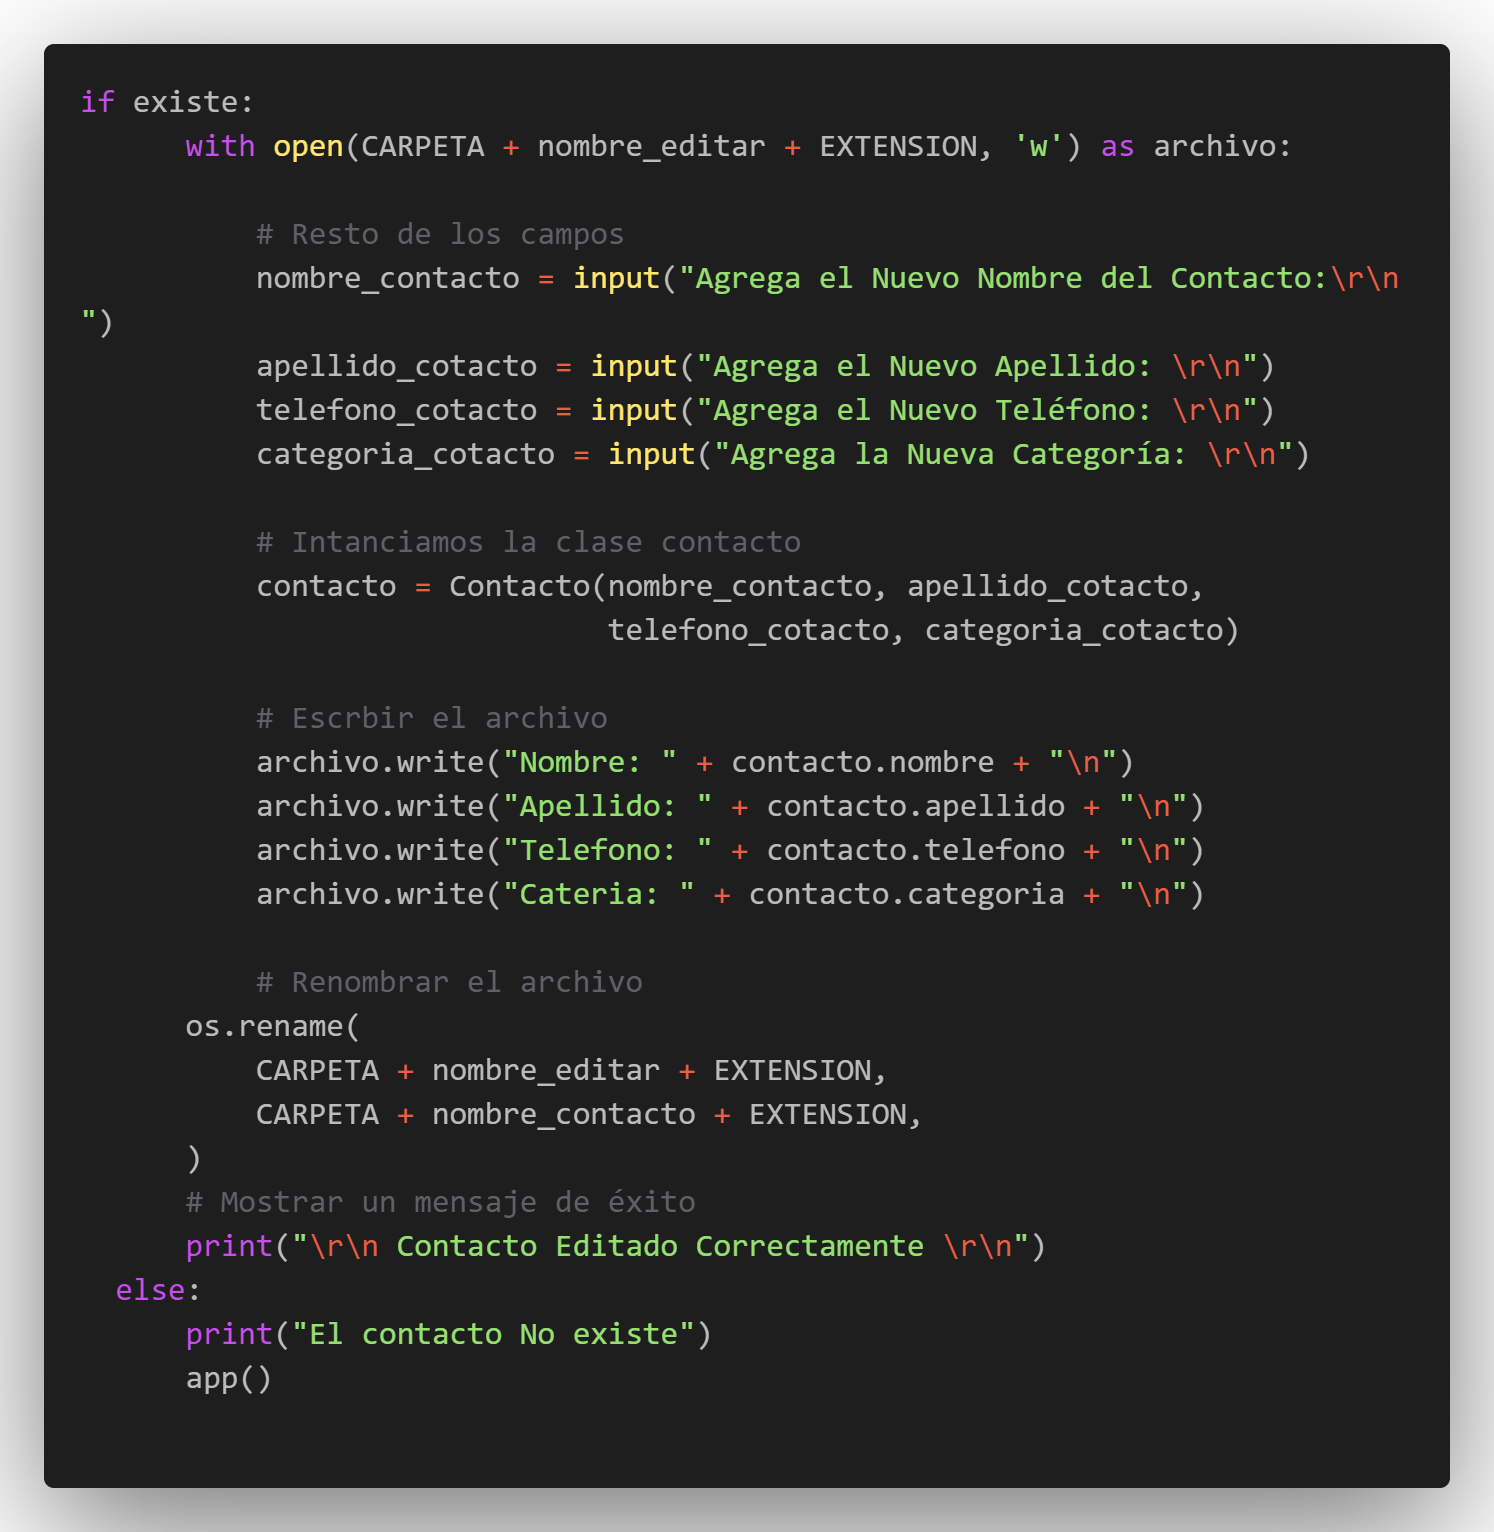 if existe:
      with open(CARPETA + nombre_editar + EXTENSION, 'w') as archivo:

          # Resto de los campos
          nombre_contacto = input("Agrega el Nuevo Nombre del Contacto:\r\n
")
          apellido_cotacto = input("Agrega el Nuevo Apellido: \r\n")
          telefono_cotacto = input("Agrega el Nuevo Teléfono: \r\n")
          categoria_cotacto = input("Agrega la Nueva Categoría: \r\n")

          # Intanciamos la clase contacto
          contacto = Contacto(nombre_contacto, apellido_cotacto,
                              telefono_cotacto, categoria_cotacto)

          # Escrbir el archivo
          archivo.write("Nombre: " + contacto.nombre + "\n")
          archivo.write("Apellido: " + contacto.apellido + "\n")
          archivo.write("Telefono: " + contacto.telefono + "\n")
          archivo.write("Cateria: " + contacto.categoria + "\n")

          # Renombrar el archivo
      os.rename(
          CARPETA + nombre_editar + EXTENSION,
          CARPETA + nombre_contacto + EXTENSION,
      )
      # Mostrar un mensaje de éxito
      print("\r\n Contacto Editado Correctamente \r\n")
  else:
      print("El contacto No existe")
      app()